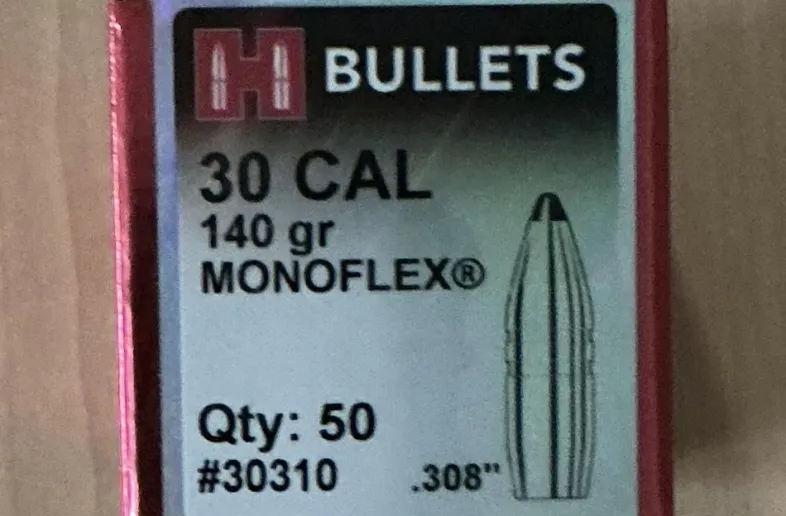 H BULLETS
30 CAL
140 gr
MONOFLEX®
Qty: 50
#30310 .308"